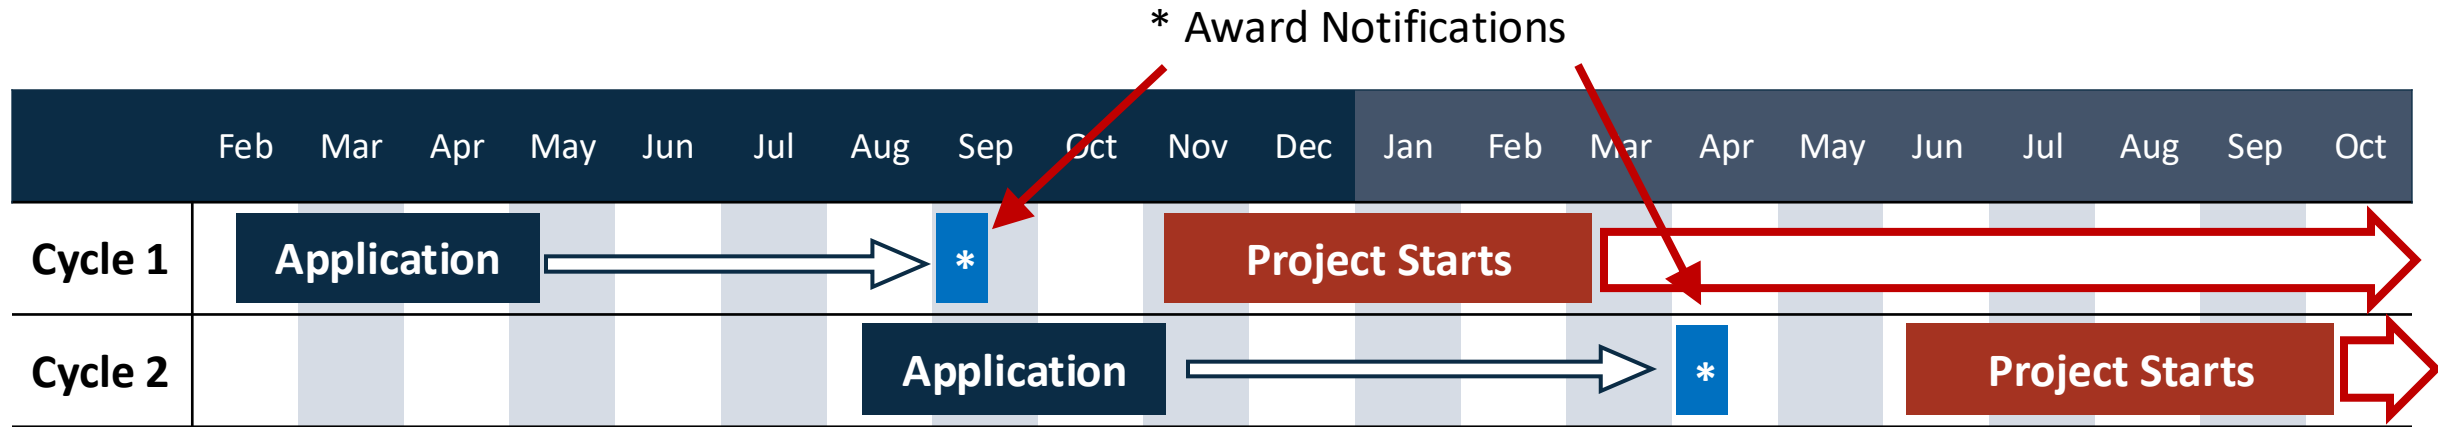 * Award Notifications
Feb Mar Apr May Jun Jul Aug Sep Oct Nov Dec Jan Feb Mar Apr May Jun Jul Aug Sep Oct
Cycle 1 Application * Project Starts
Cycle 2 Application * Project Starts